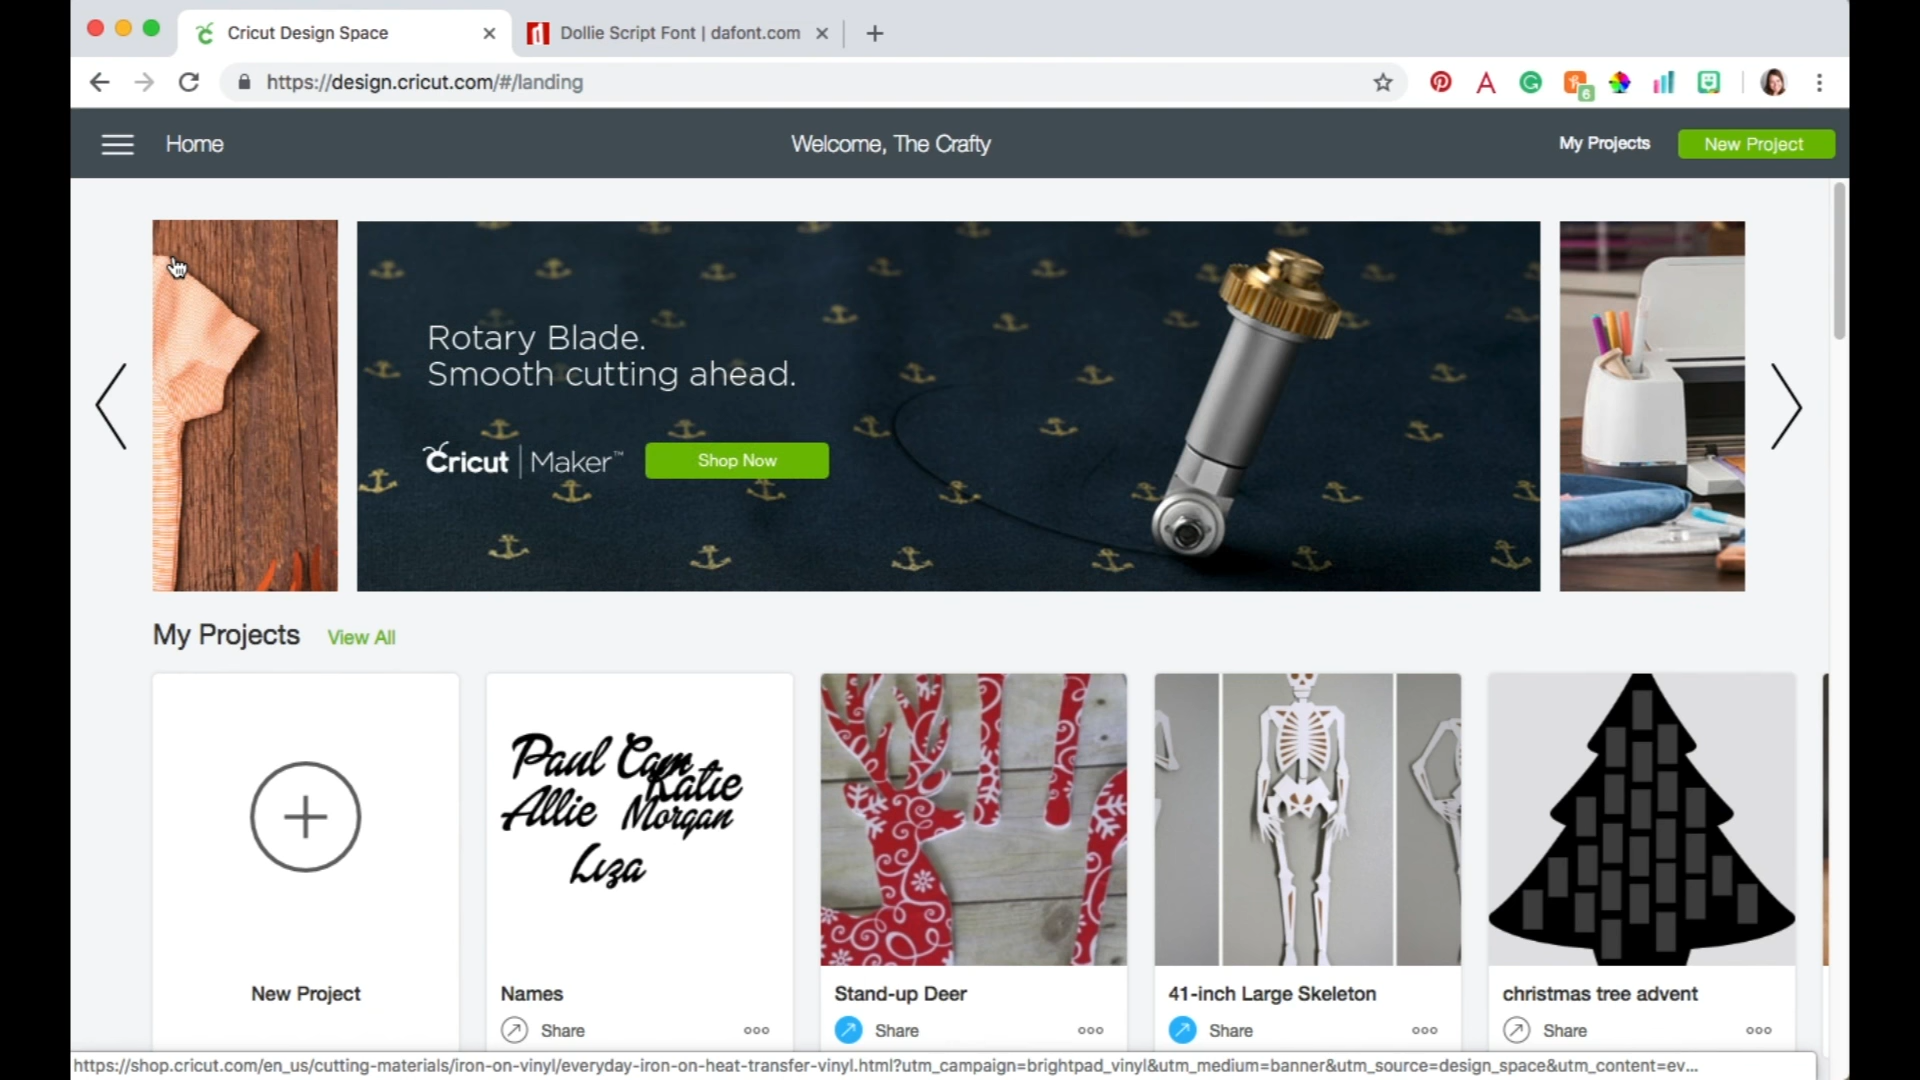 Cricut Design Space
Dollie Script Font | dafont.com
https://design.cricut.com/#/landing
6
Home
Welcome, The Crafty
My Projects
New Project
Rotary Blade.
Smooth cutting ahead.
Cricut | Maker™
Shop Now
My Projects
View All
Paul Cam
Katie
Allie Morgan
Liza
New Project
Names
Stand-up Deer
41-inch Large Skeleton
christmas tree advent
Share
Share
Share
Share
https://shop.cricut.com/en_us/cutting-materials/iron-on-vinyl/everyday-iron-on-heat-transfer-vinyl.html?utm_campaign=brightpad_vinyl&utm_medium=banner&utm_source=design_space&utm_content=ev...